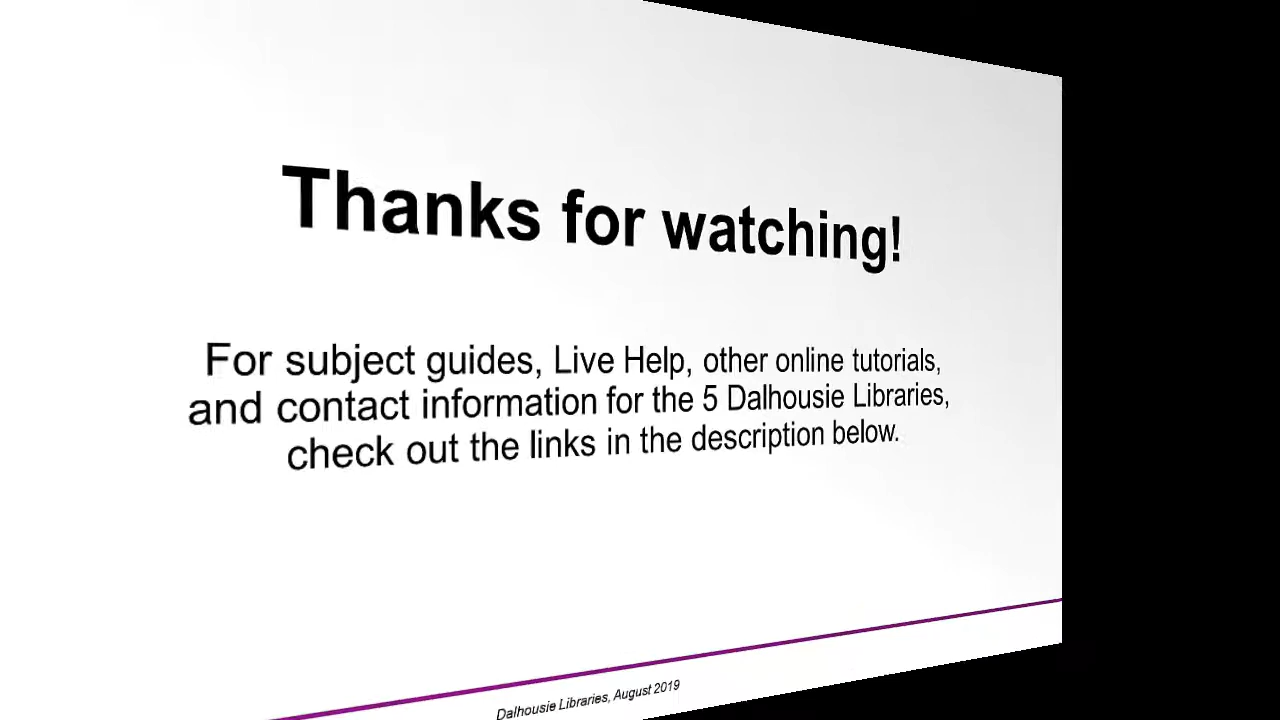 Thanks for watching!
For subject guides, Live Help, other online tutorials,
and contact information for the 5 Dalhousie Libraries,
check out the links in the description below.
Dalhousie Libraries, August 2019